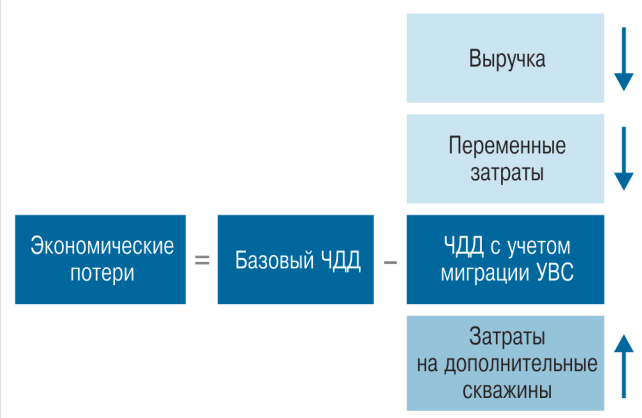 Выручка
Переменные
затраты
Экономические
потери
=
Базовый ЧДД
–
ЧДД с учетом
миграции УВС
Затраты
на дополнительные
скважины